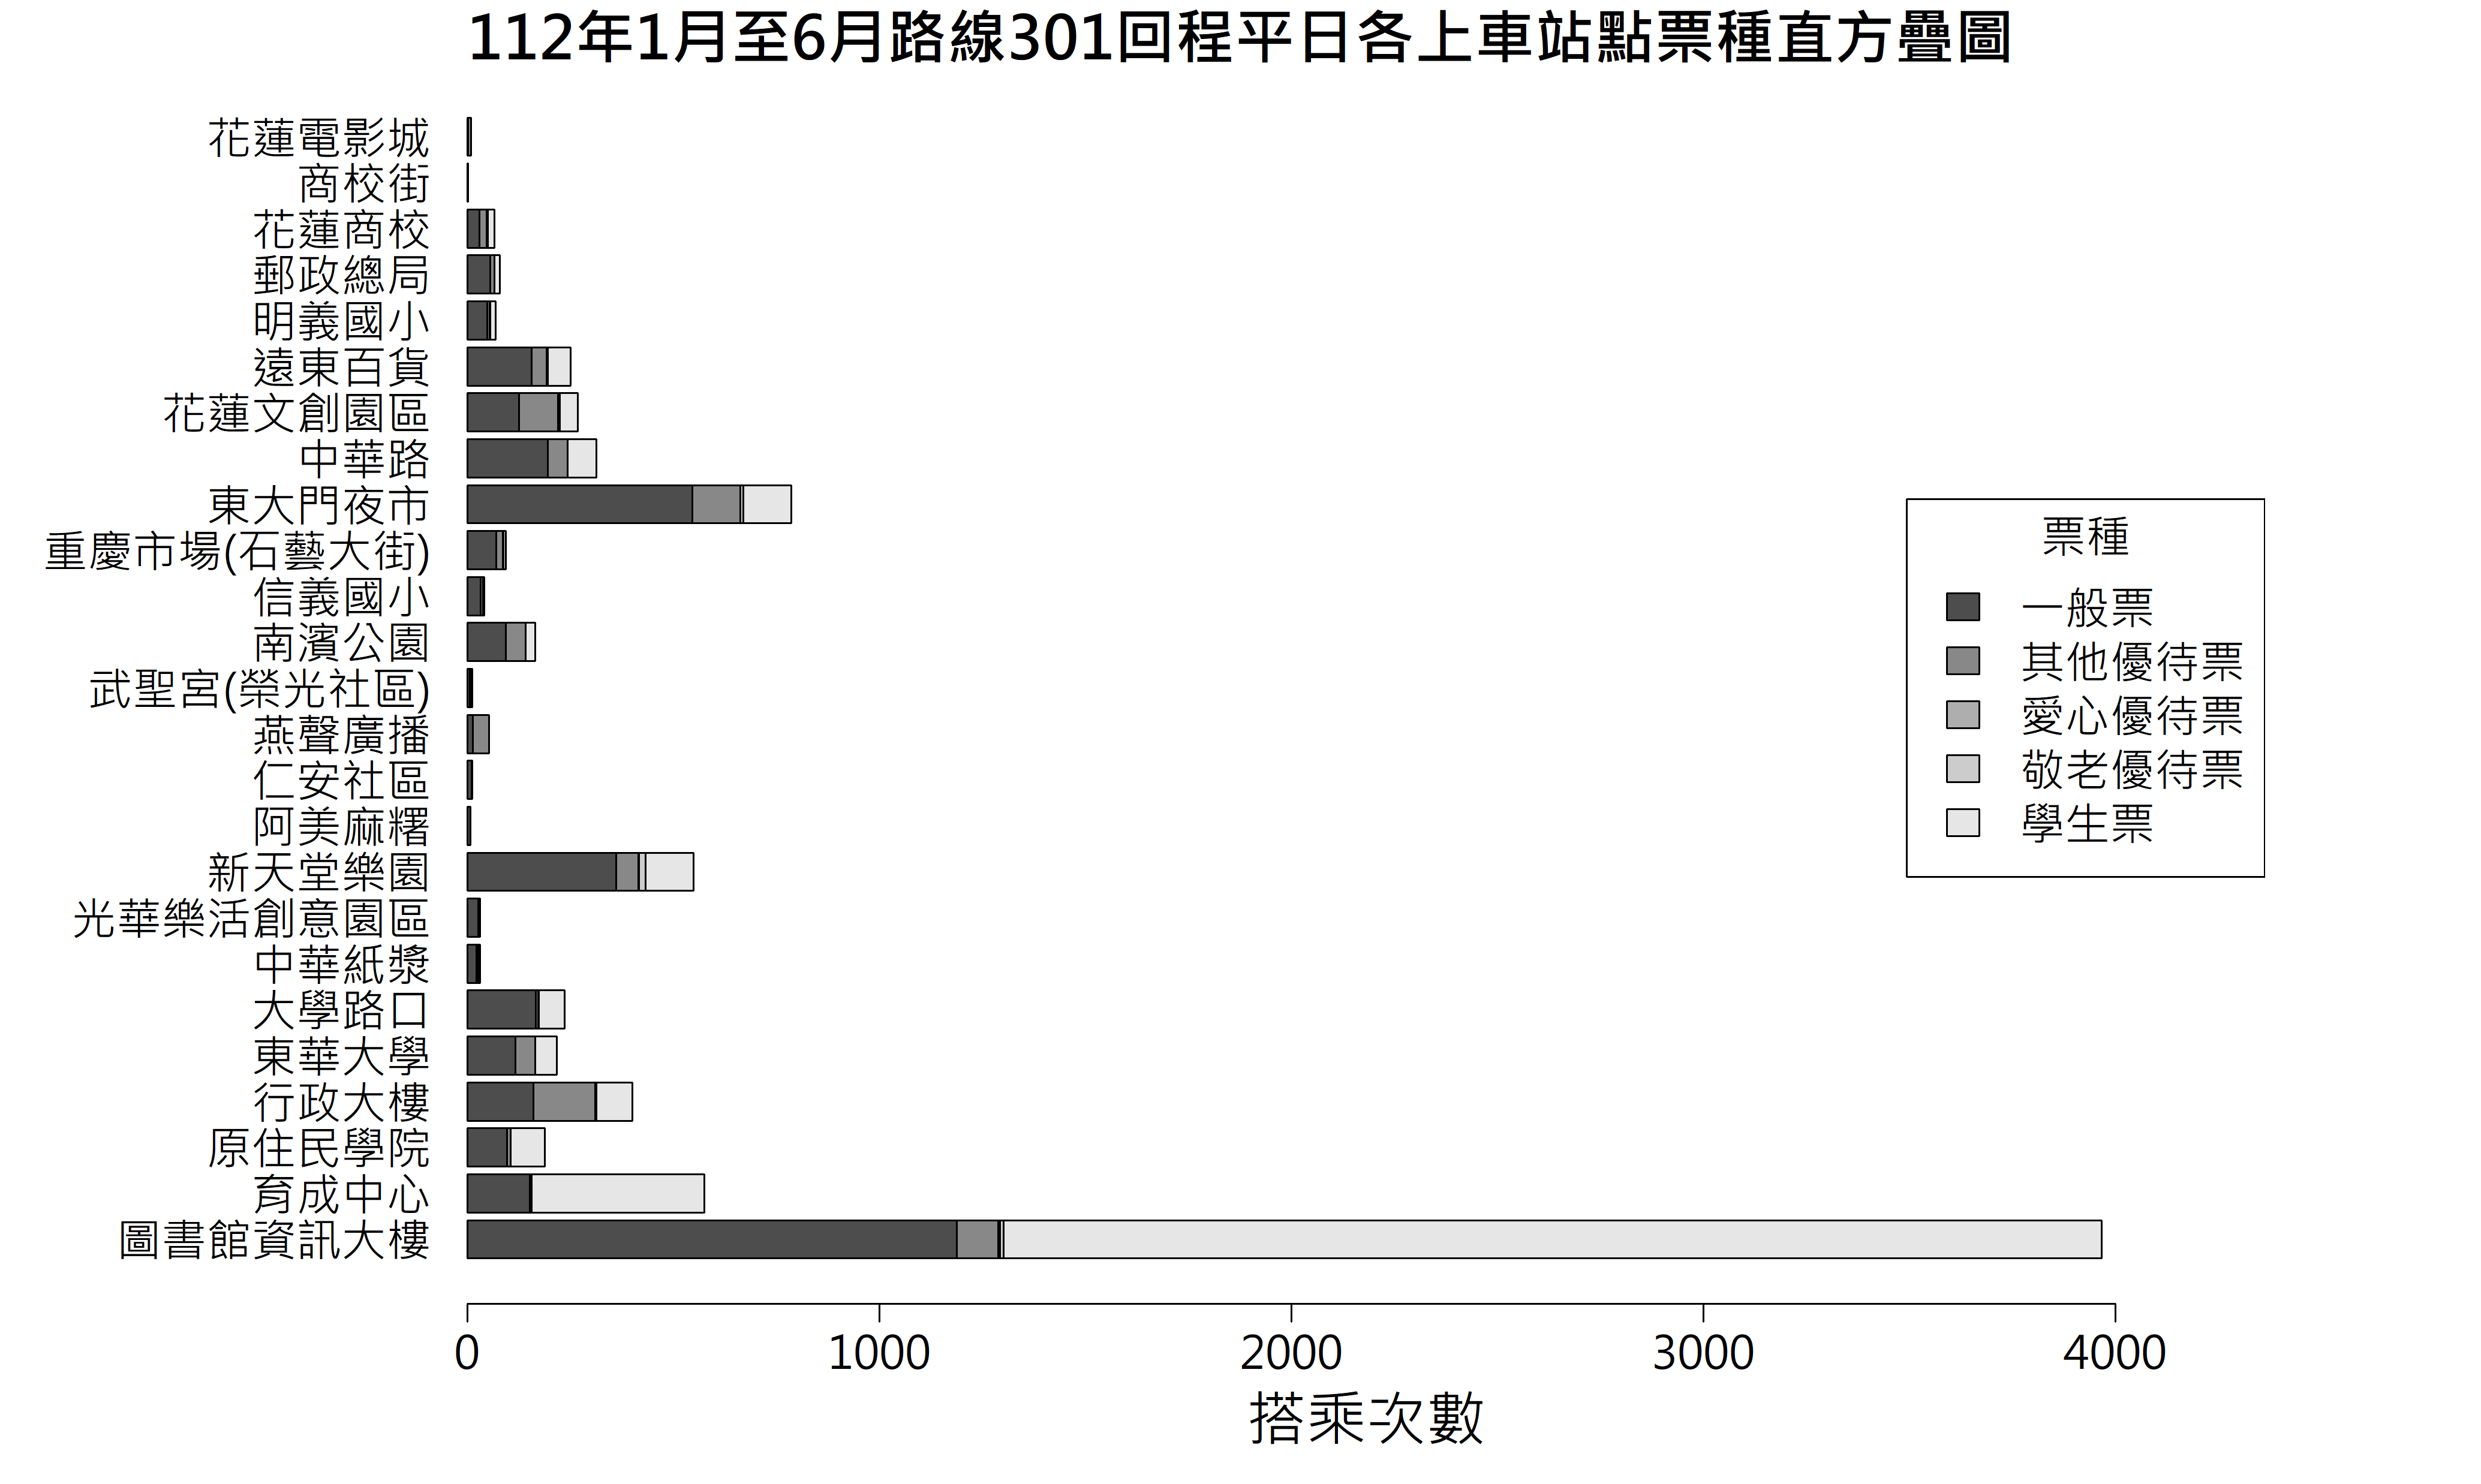 112年1月至6月路線301回程平日各上車站點票種直方疊圖
花蓮電影城
商校街
花蓮商校
郵政總局
明義國小
遠東百貨
花蓮文創園區
中華路
東大門夜市
重慶市場(石藝大街)
信義國小
南濱公園
武聖宮(榮光社區)
燕聲廣播
仁安社區
阿美麻糬
新天堂樂園
光華樂活創意園區
中華紙漿
大學路口
東華大學
行政大樓
原住民學院
育成中心
圖書館資訊大樓
票種
一般票
其他優待票
愛心優待票
敬老優待票
學生票
0 1000 2000 3000 4000
搭乘次數